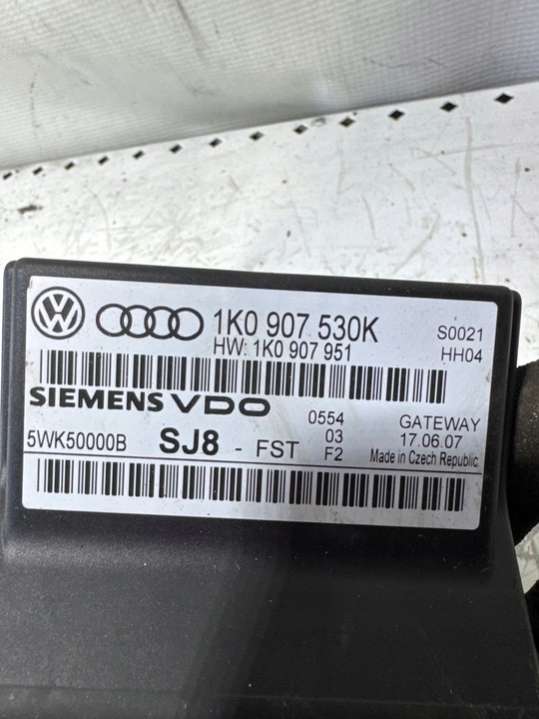 1K0 907 530K S0021
HW: 1K0 907 951 HH04
SIEMENS VDO
0554 GATEWAY
5WK50000B SJ8 - FST 03 17.06.07
F2 Made in Czech Republic